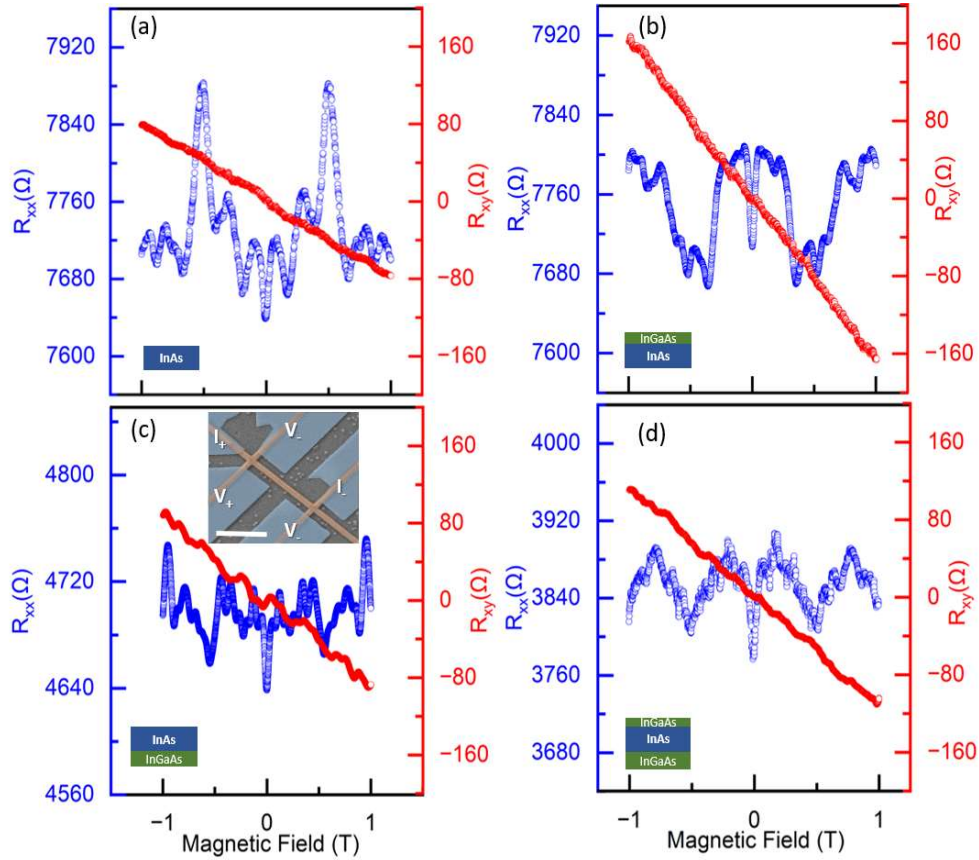 (a)
7920
7840
7760
7680
7600
Rxx(Ω)
160
80
0
−80
−160
Rxy(Ω)
InAs
(b)
7920
7840
7760
7680
7600
Rxx(Ω)
160
80
0
−80
−160
Rxy(Ω)
InGaAs
InAs
(c)
4800
4720
4640
4560
Rxx(Ω)
160
80
0
−80
−160
Rxy(Ω)
I+
V-
V+
I-
V-
InAs
InGaAs
−1
0
1
Magnetic Field (T)
(d)
4000
3920
3840
3760
3680
Rxx(Ω)
160
80
0
−80
−160
Rxy(Ω)
InGaAs
InAs
InGaAs
−1
0
1
Magnetic Field (T)